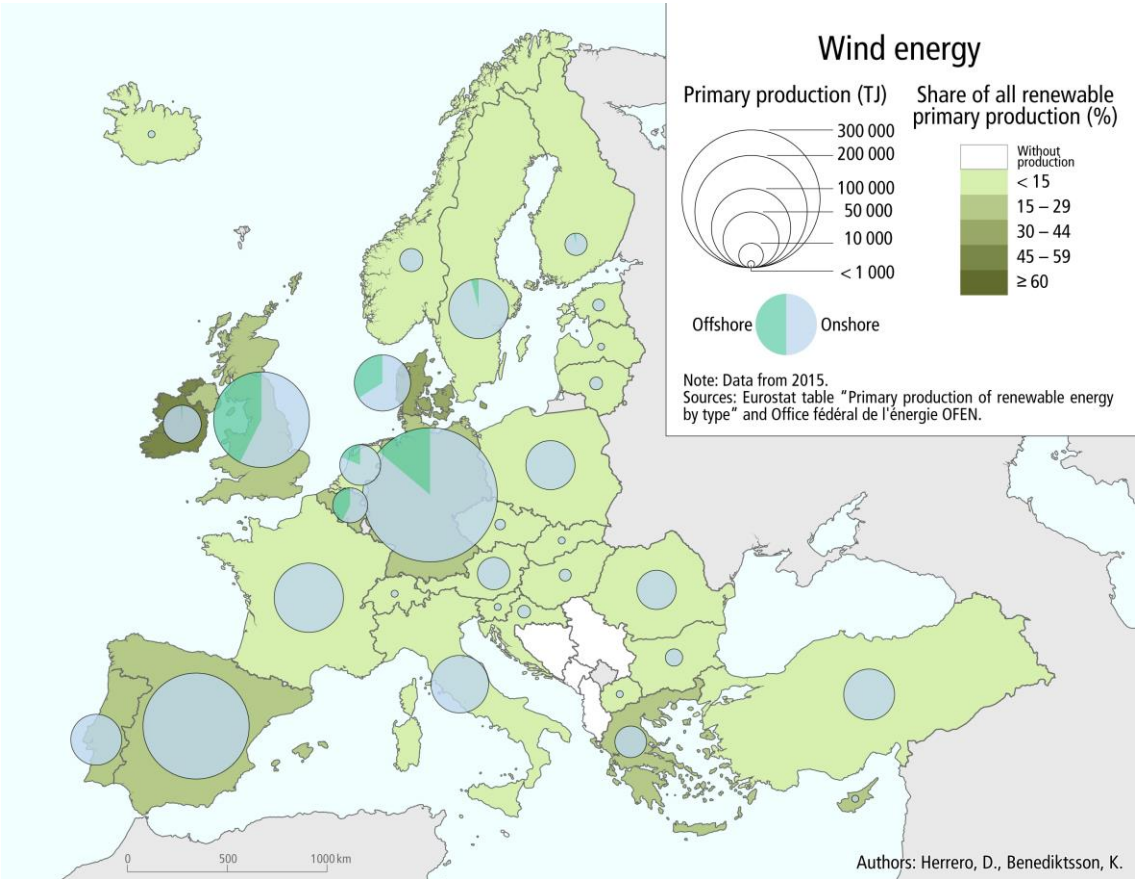 Wind energy
Primary production (TJ)
300 000
200 000
100 000
50 000
10 000
< 1 000
Share of all renewable
primary production (%)
Without
production
< 15
15 – 29
30 – 44
45 – 59
≥ 60
Offshore
Onshore
Note: Data from 2015.
Sources: Eurostat table "Primary production of renewable energy
by type" and Office fédéral de l'énergie OFEN.
0
500
1000 km
Authors: Herrero, D., Benediktsson, K.